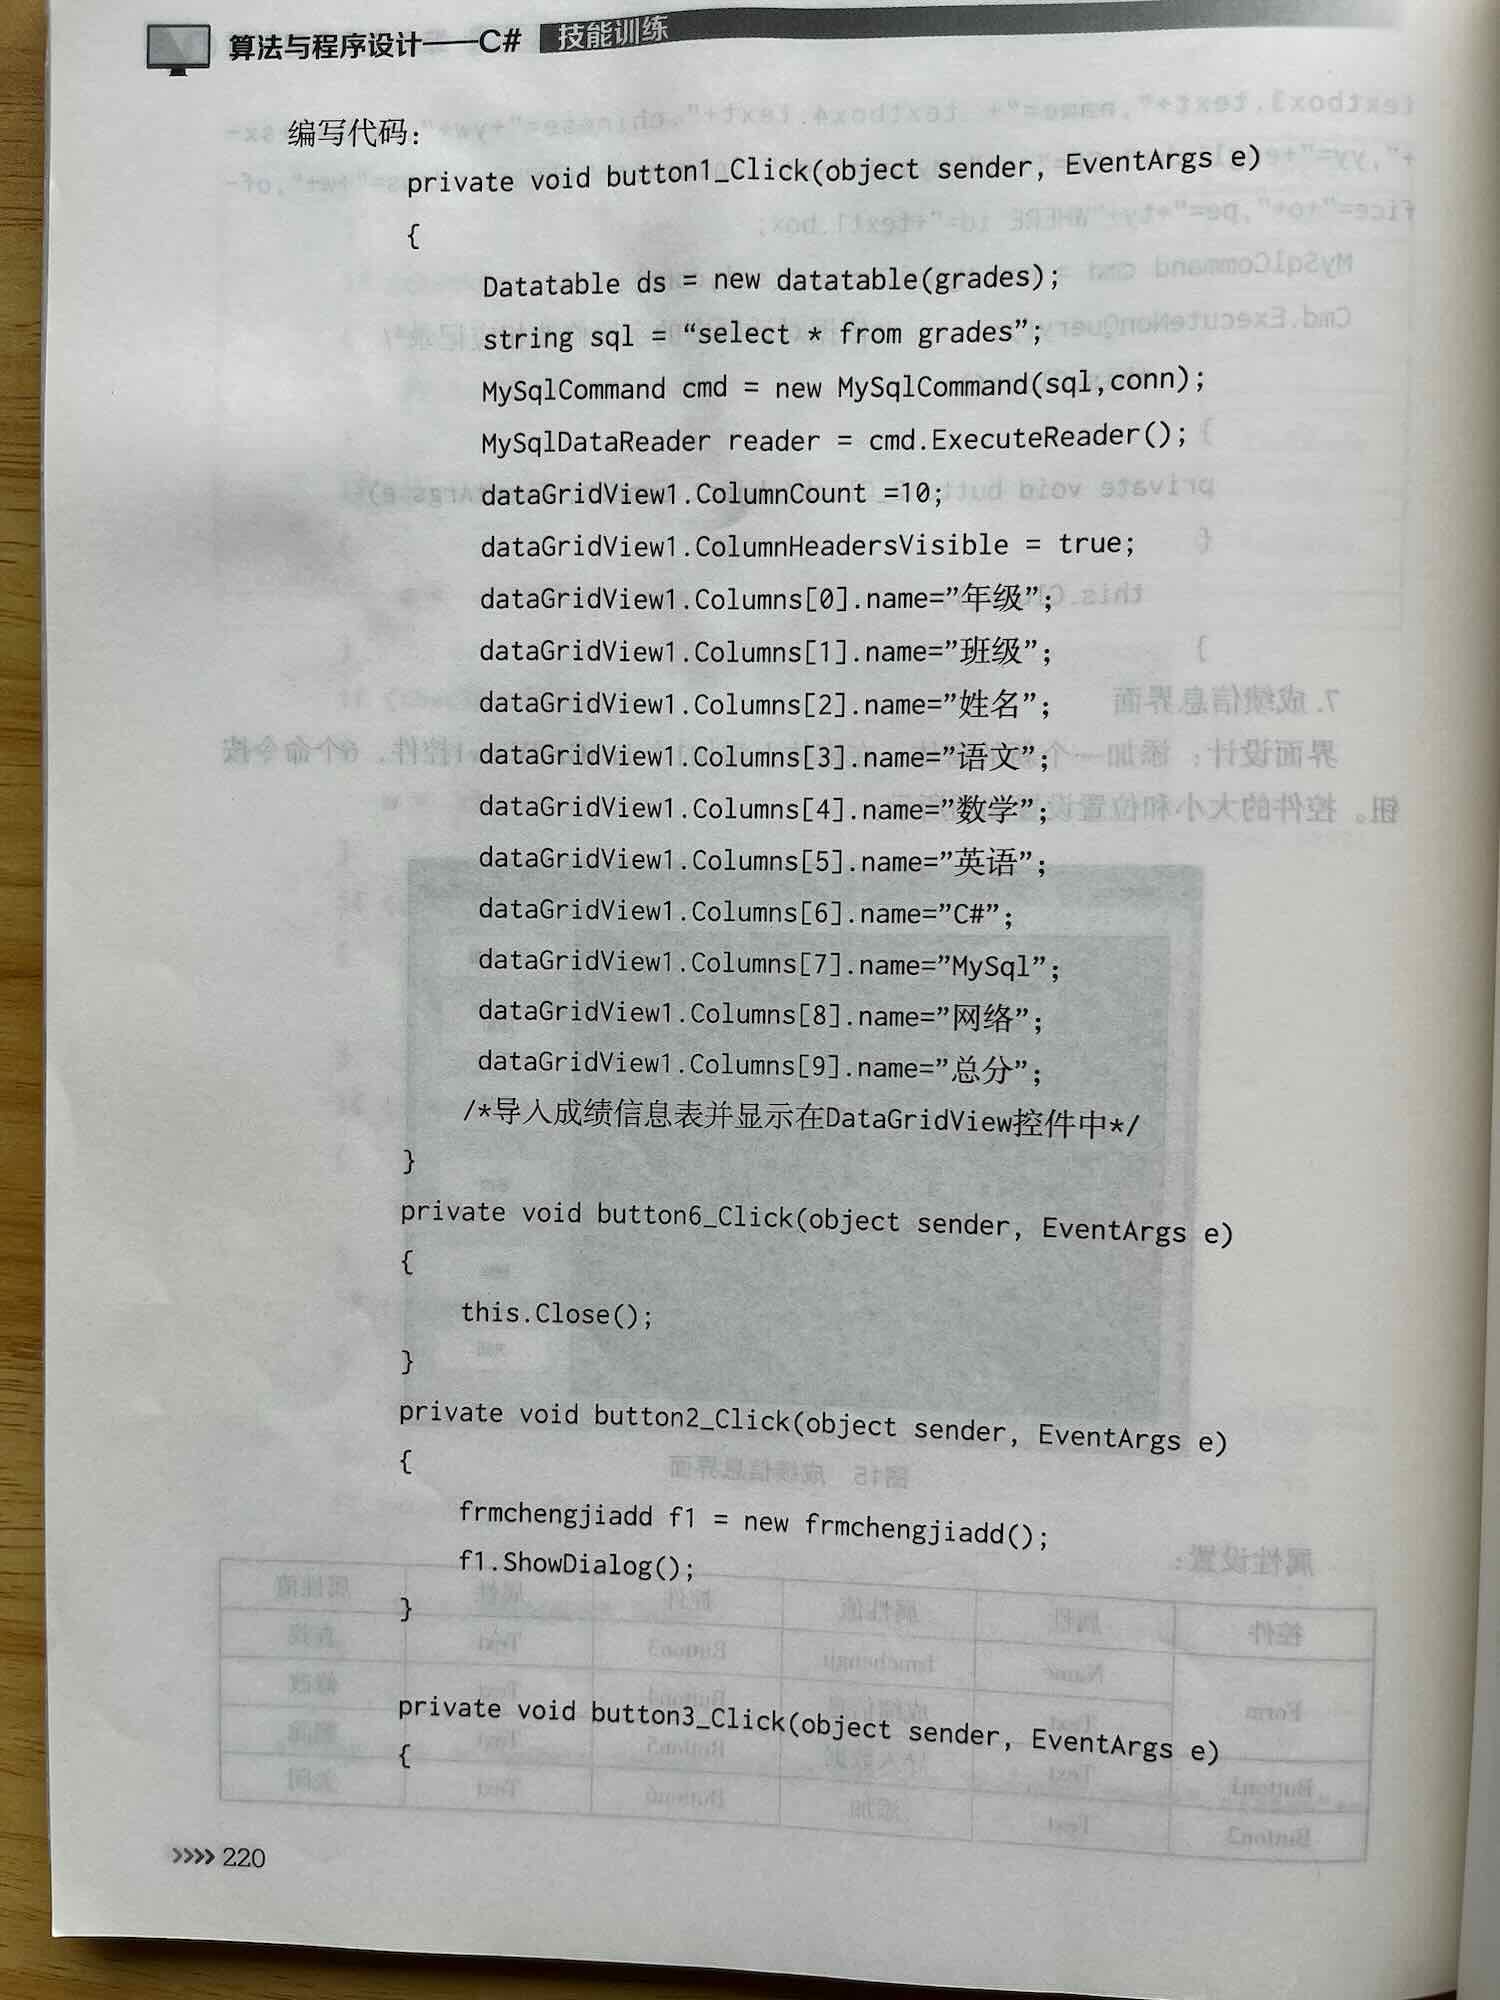 算法与程序设计——C# 技能训练
编写代码：
private void button1_Click(object sender, EventArgs e)
{
Datatable ds = new datatable(grades);
string sql = “select * from grades”;
MySqlCommand cmd = new MySqlCommand(sql,conn);
MySqlDataReader reader = cmd.ExecuteReader();
dataGridView1.ColumnCount =10;
dataGridView1.ColumnHeadersVisible = true;
dataGridView1.Columns[0].name=”年级”;
dataGridView1.Columns[1].name=”班级”;
dataGridView1.Columns[2].name=”姓名”;
dataGridView1.Columns[3].name=”语文”;
dataGridView1.Columns[4].name=”数学”;
dataGridView1.Columns[5].name=”英语”;
dataGridView1.Columns[6].name=”C#”;
dataGridView1.Columns[7].name=”MySql”;
dataGridView1.Columns[8].name=”网络”;
dataGridView1.Columns[9].name=”总分”;
/*导入成绩信息表并显示在DataGridView控件中*/
}
private void button6_Click(object sender, EventArgs e)
{
this.Close();
}
private void button2_Click(object sender, EventArgs e)
{
frmchengjiadd f1 = new frmchengjiadd();
f1.ShowDialog();
}
private void button3_Click(object sender, EventArgs e)
{
>>>> 220